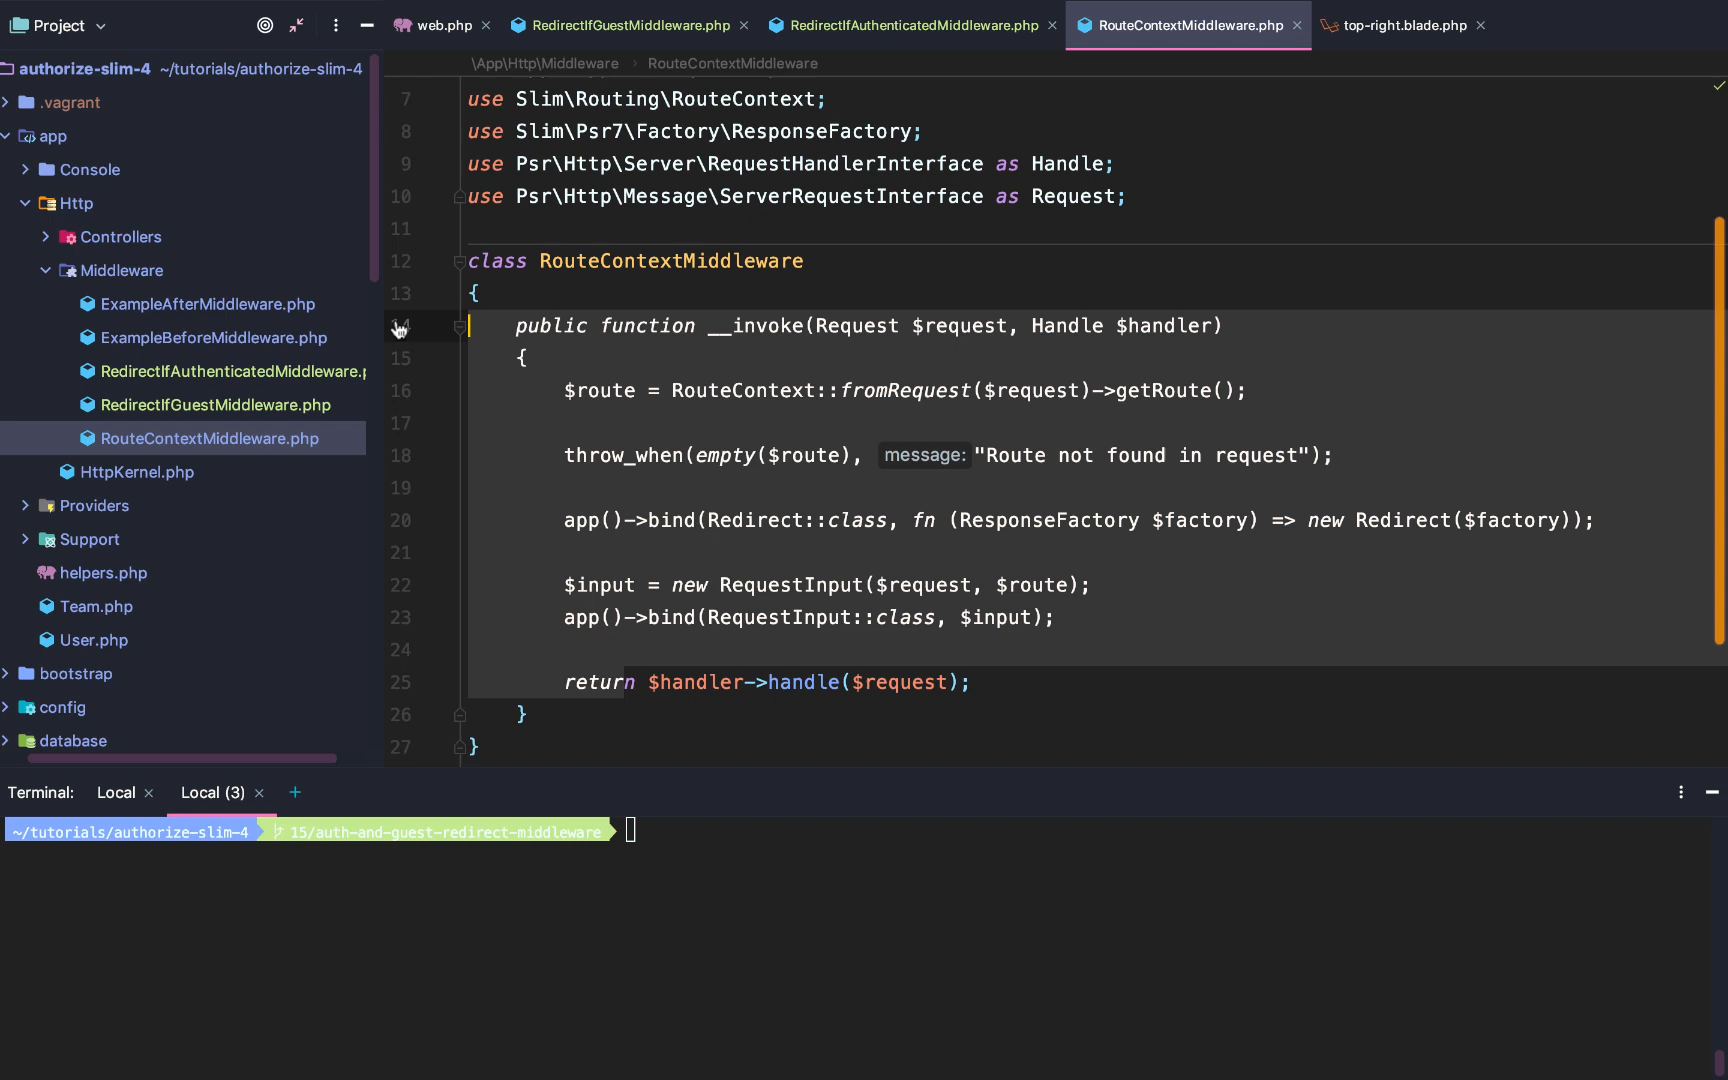 Project
web.php
RedirectIfGuestMiddleware.php
RedirectIfAuthenticatedMiddleware.php
RouteContextMiddleware.php
top-right.blade.php
authorize-slim-4 ~/tutorials/authorize-slim-4
.vagrant
app
Console
Http
Controllers
Middleware
ExampleAfterMiddleware.php
ExampleBeforeMiddleware.php
RedirectIfAuthenticatedMiddleware.p
RedirectIfGuestMiddleware.php
RouteContextMiddleware.php
HttpKernel.php
Providers
Support
helpers.php
Team.php
User.php
bootstrap
config
database
\App\Http\Middleware > RouteContextMiddleware
7 use Slim\Routing\RouteContext;
8 use Slim\Psr7\Factory\ResponseFactory;
9 use Psr\Http\Server\RequestHandlerInterface as Handle;
10 use Psr\Http\Message\ServerRequestInterface as Request;
11
12 class RouteContextMiddleware
13 {
14 public function __invoke(Request $request, Handle $handler)
15 {
16 $route = RouteContext::fromRequest($request)->getRoute();
17
18 throw_when(empty($route), message: "Route not found in request");
19
20 app()->bind(Redirect::class, fn (ResponseFactory $factory) => new Redirect($factory));
21
22 $input = new RequestInput($request, $route);
23 app()->bind(RequestInput::class, $input);
24
25 return $handler->handle($request);
26 }
27 }
Terminal: Local Local (3) +
~/tutorials/authorize-slim-4 15/auth-and-guest-redirect-middleware